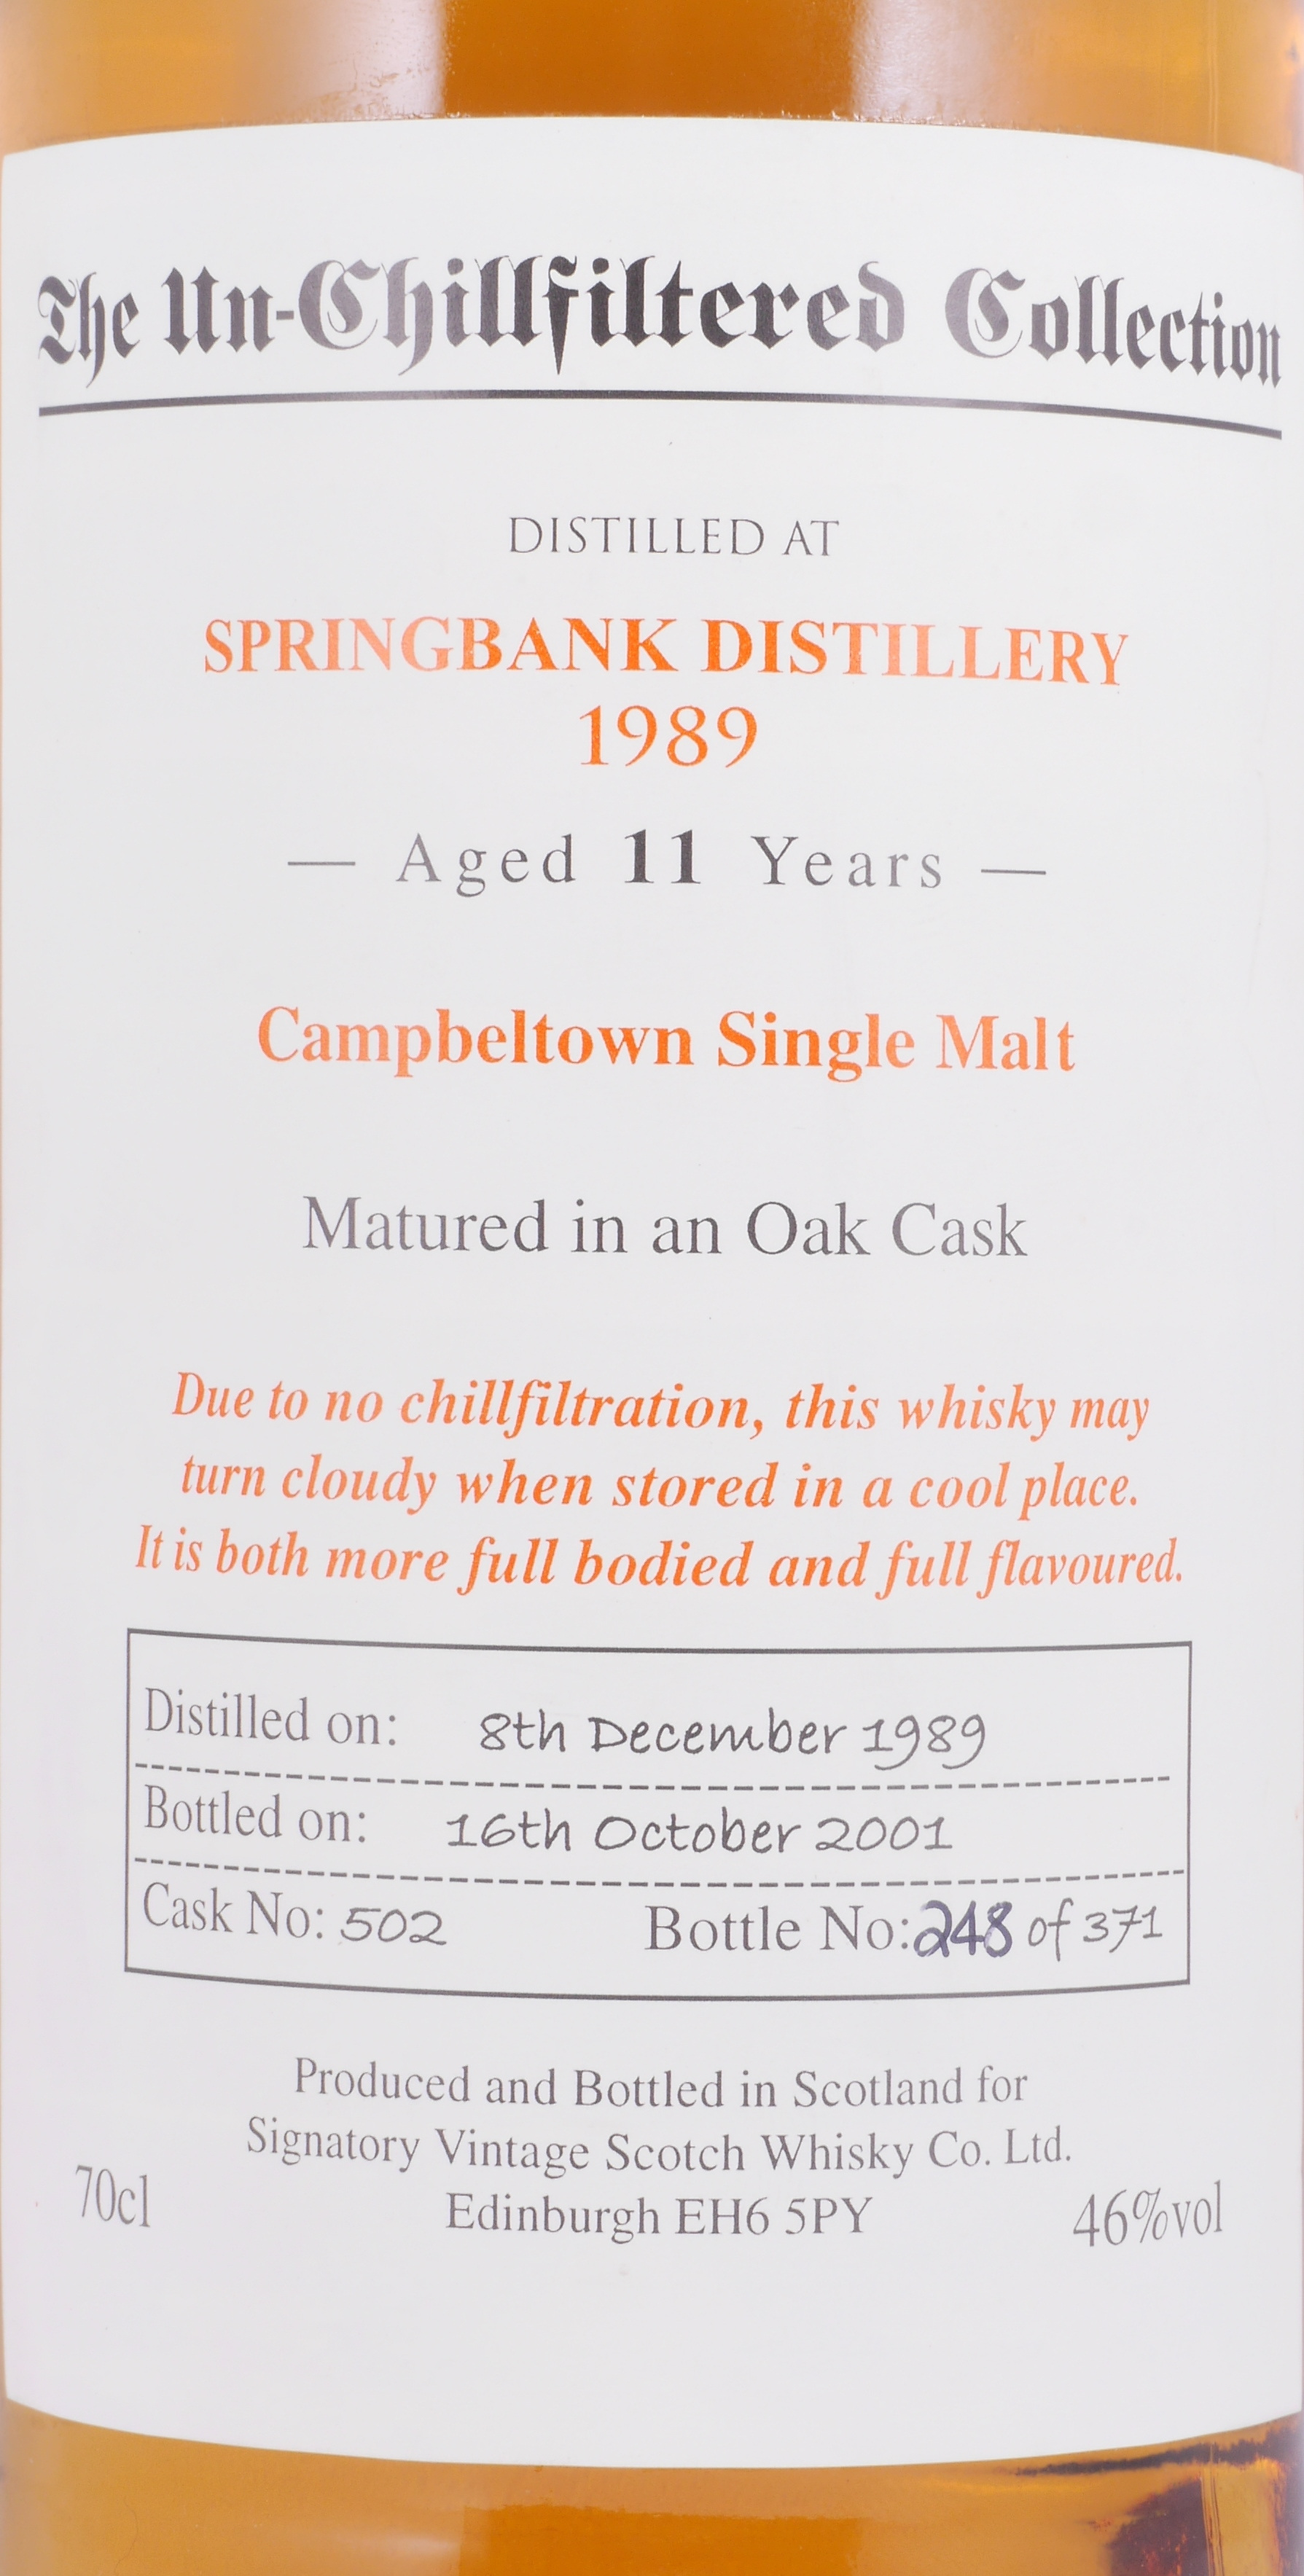 The Un-Chillfiltered Collection
DISTILLED AT
SPRINGBANK DISTILLERY
1989
— Aged 11 Years —
Campbeltown Single Malt
Matured in an Oak Cask
Due to no chillfiltration, this whisky may
turn cloudy when stored in a cool place.
It is both more full bodied and full flavoured.
Distilled on: 8th December 1989
Bottled on: 16th October 2001
Cask No: 502 Bottle No: 248 of 371
Produced and Bottled in Scotland for
Signatory Vintage Scotch Whisky Co. Ltd.
70cl Edinburgh EH6 5PY 46%vol